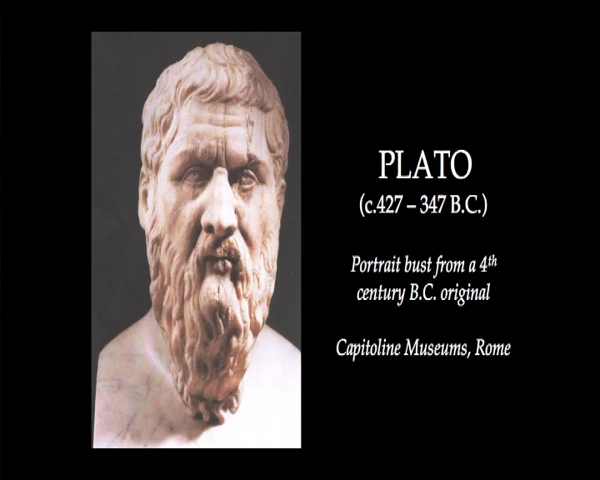 PLATO
(c.427 – 347 B.C.)
Portrait bust from a 4th
century B.C. original
Capitoline Museums, Rome